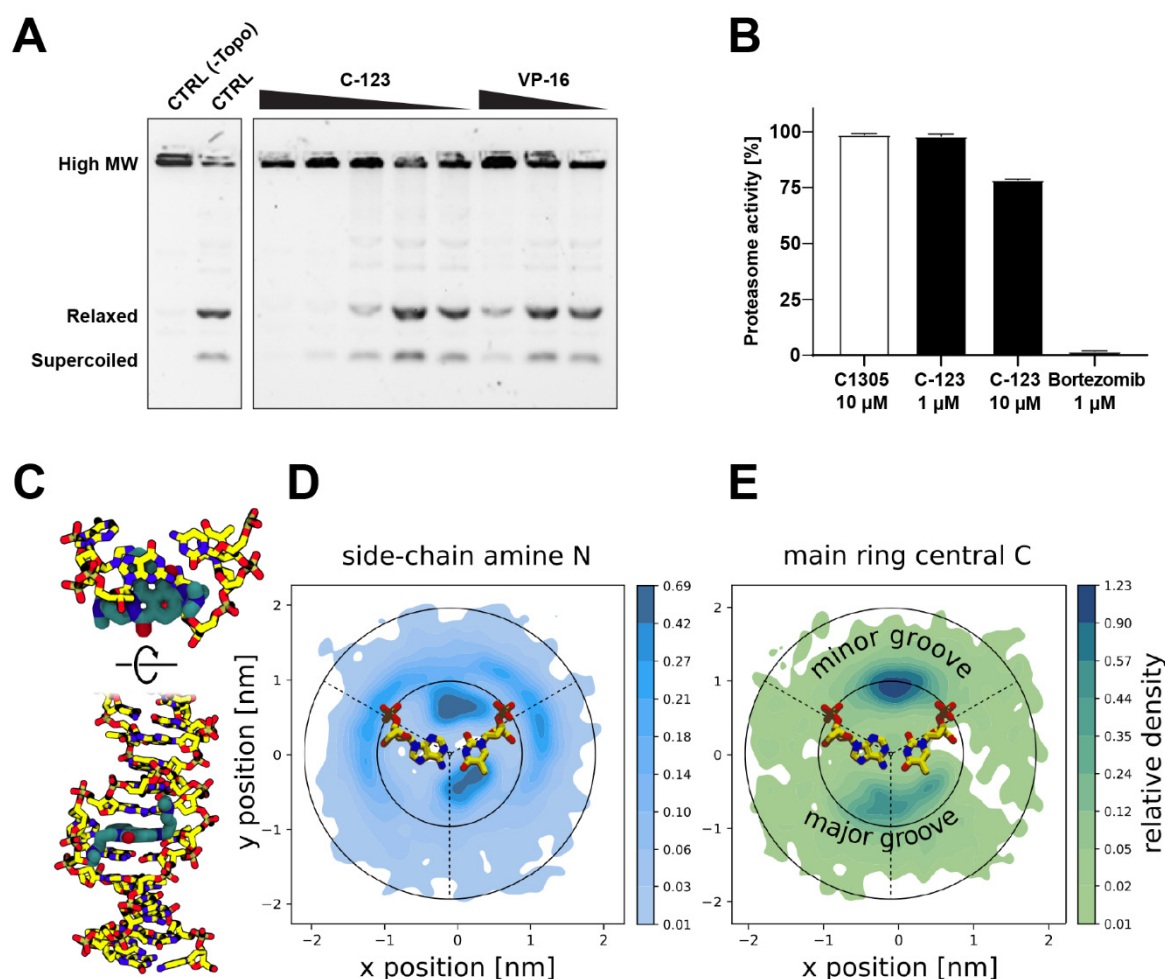 A
CTRL (-Topo)
CTRL
C-123
VP-16
High MW
Relaxed
Supercoiled
B
Proteasome activity [%]
100
75
50
25
0
C1305
10 µM
C-123
1 µM
C-123
10 µM
Bortezomib
1 µM
C
D
side-chain amine N
y position [nm]
2
1
0
−1
−2
−2
−1
0
1
2
x position [nm]
0.69
0.42
0.27
0.21
0.18
0.14
0.10
0.06
0.03
0.01
E
main ring central C
minor groove
major groove
2
1
0
−1
−2
−2
−1
0
1
2
x position [nm]
1.23
0.90
0.57
0.44
0.35
0.24
0.12
0.05
0.02
0.01
relative density